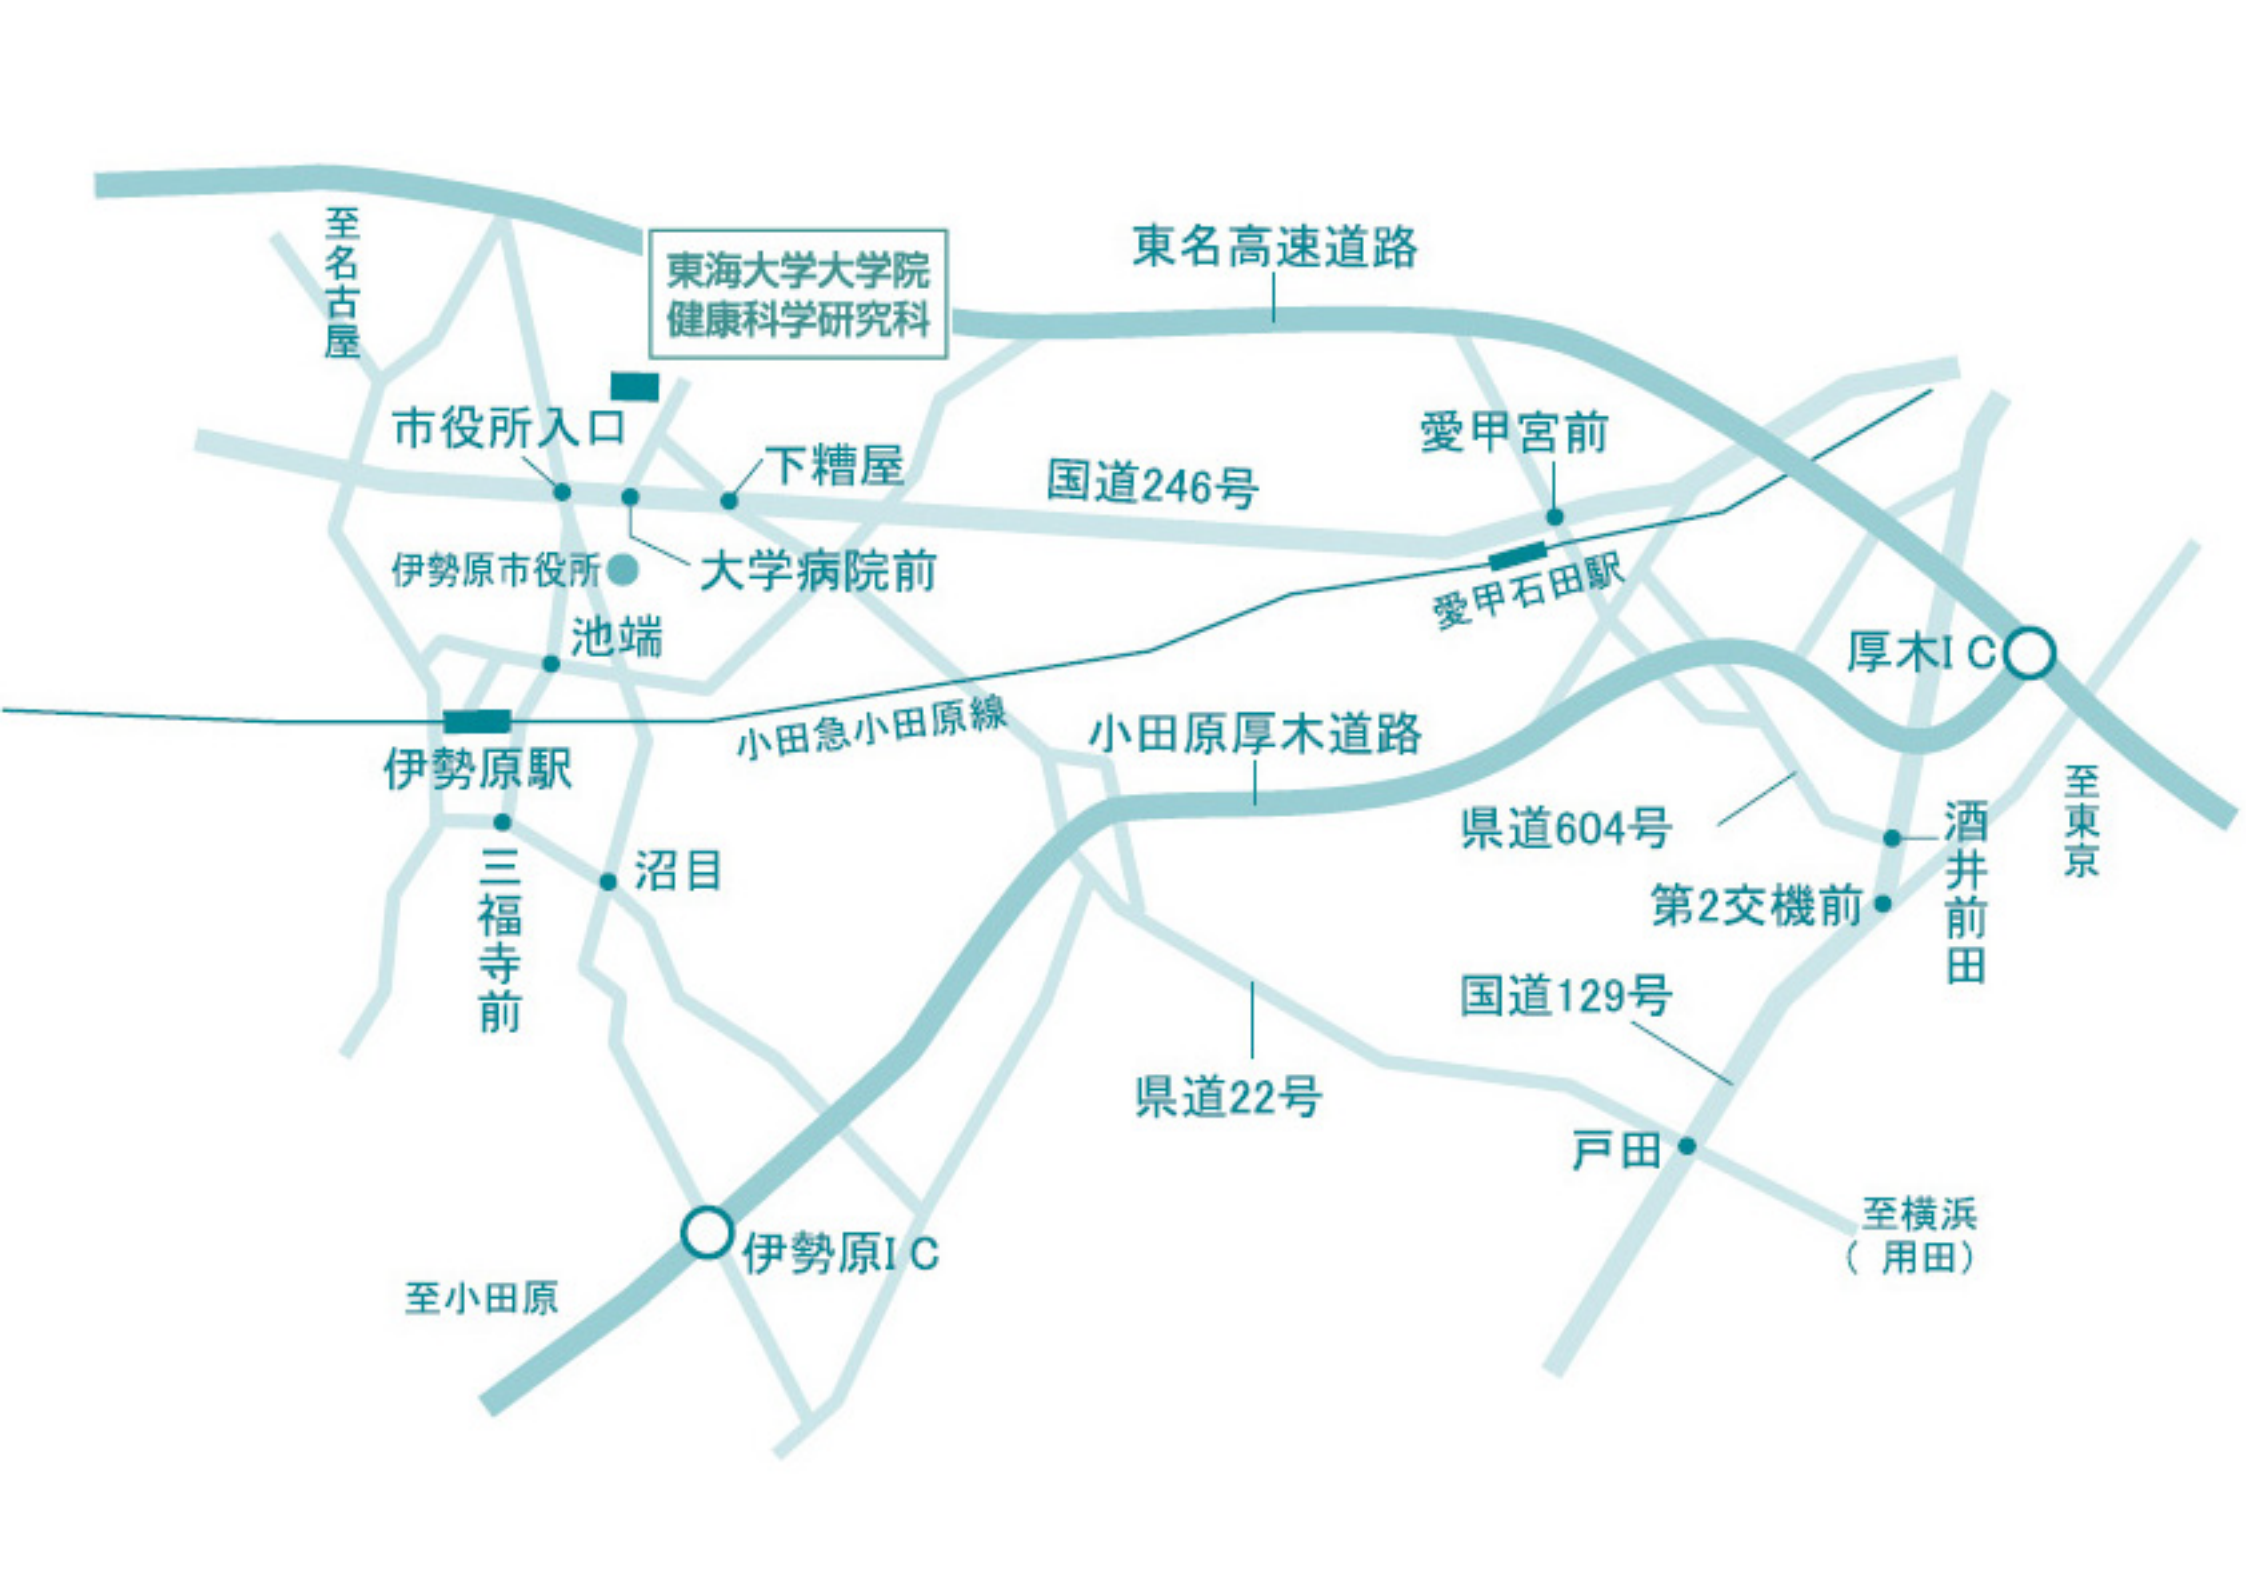 至名古屋
東海大学大学院
健康科学研究科
東名高速道路
市役所入口
下糟屋
国道246号
愛甲宮前
伊勢原市役所
大学病院前
愛甲石田駅
池端
厚木IC
伊勢原駅
小田急小田原線
小田原厚木道路
至東京
県道604号
酒井前田
三福寺前
沼目
第2交機前
国道129号
県道22号
戸田
至横浜
(用田)
伊勢原IC
至小田原